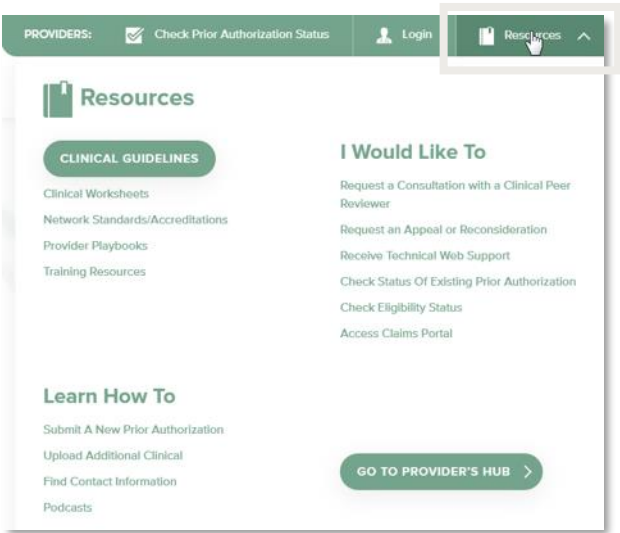 PROVIDERS:
Check Prior Authorization Status
Login
Resources
Resources
CLINICAL GUIDELINES
Clinical Worksheets
Network Standards/Accreditations
Provider Playbooks
Training Resources
I Would Like To
Request a Consultation with a Clinical Peer
Reviewer
Request an Appeal or Reconsideration
Receive Technical Web Support
Check Status Of Existing Prior Authorization
Check Eligibility Status
Access Claims Portal
Learn How To
Submit A New Prior Authorization
Upload Additional Clinical
Find Contact Information
Podcasts
GO TO PROVIDER'S HUB